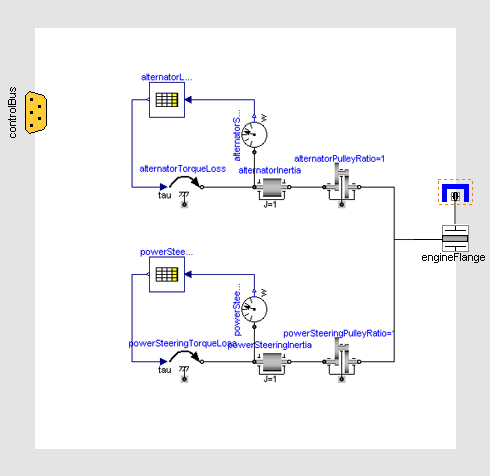 alternatorL...
controlBus
alternatorS...
w
alternatorTorqueLoss
alternatorInertia
alternatorPulleyRatio=1
tau
J=1
engineFlange
powerStee...
powerStee...
w
powerSteeringTorqueLoss
powerSteeringInertia
powerSteeringPulleyRatio=1
tau
J=1